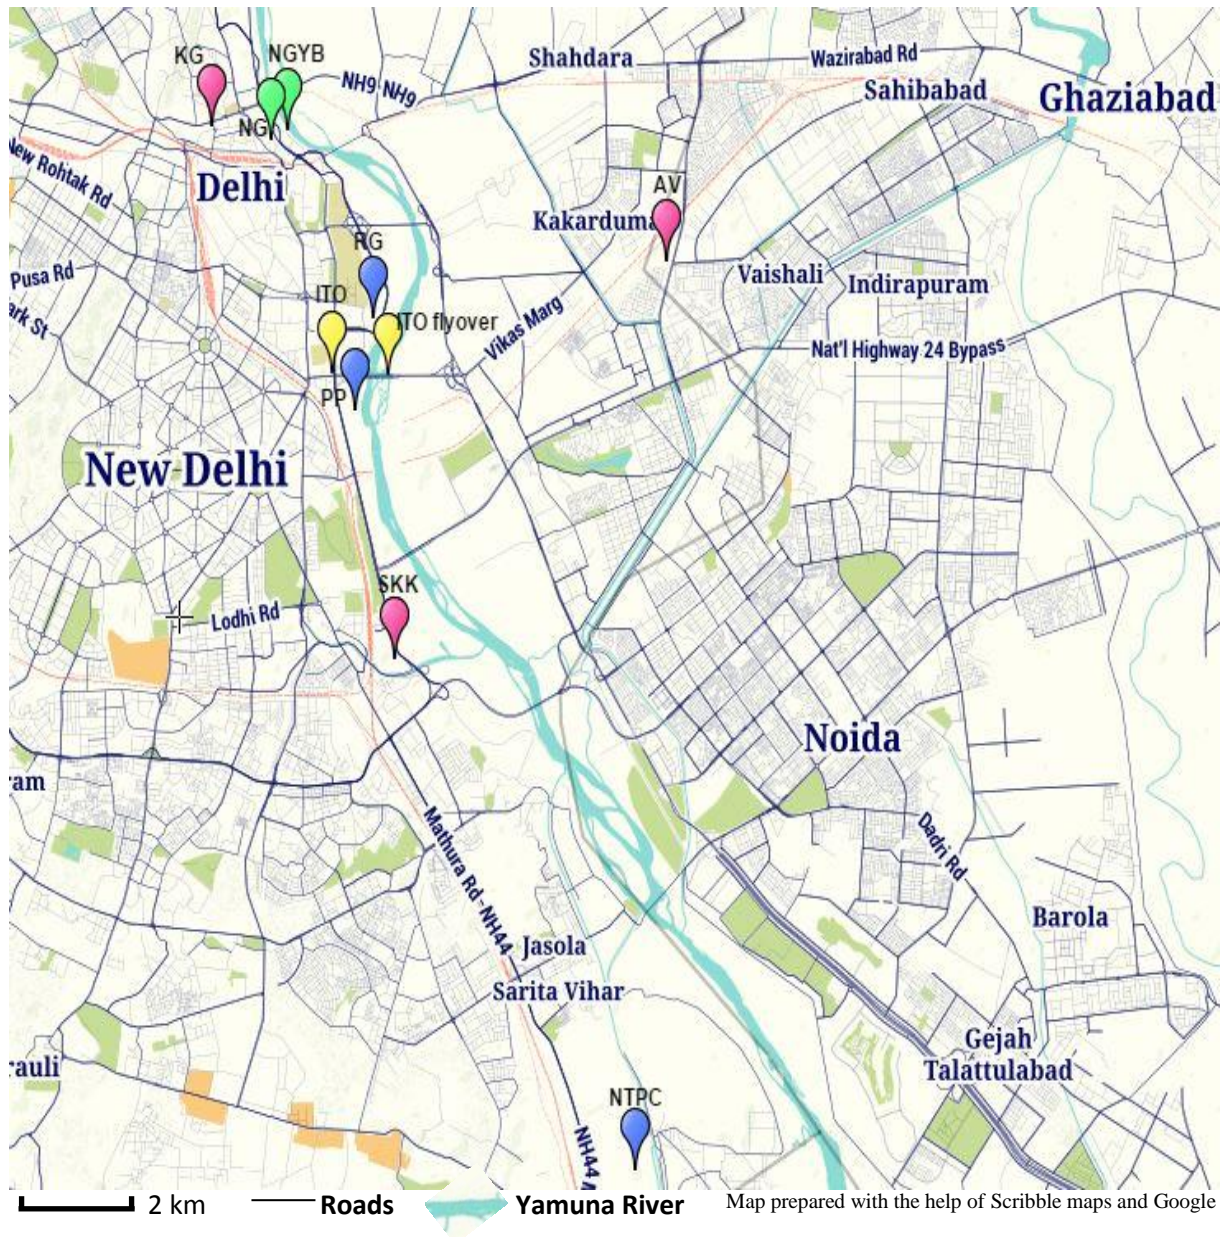 KG
NGYB
Shahdara
Wazirabad Rd
NH9 NH9
Sahibabad
Ghaziabad
NG
New Rohtak Rd
Delhi
AV
Kakarduma
RG
Pusa Rd
Vaishali
Indirapuram
ITO
ark St
ITO flyover
Vikas Marg
Nat'l Highway 24 Bypass
PP
New Delhi
SKK
Lodhi Rd
Noida
ram
Mathura Rd - NH44
Dadri Rd
Barola
Jasola
Sarita Vihar
Gejah
Talattulabad
rauli
NTPC
NH44
2 km
Roads
Yamuna River
Map prepared with the help of Scribble maps and Google